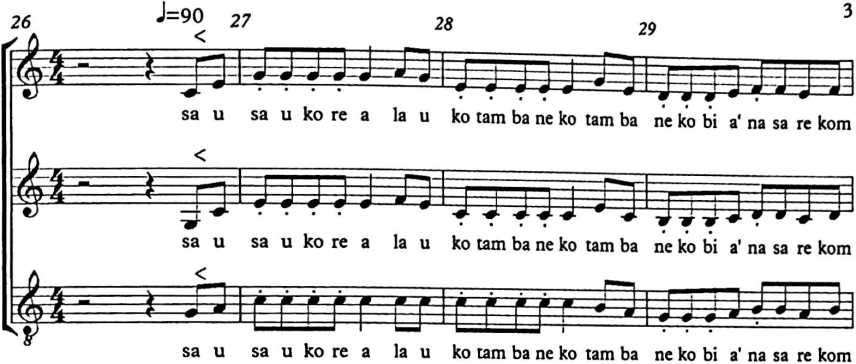 26 ♩=90 27 28 29 3
sa u sa u ko re a la u ko tam ba ne ko tam ba ne ko bi a' na sa re kom
sa u sa u ko re a la u ko tam ba ne ko tam ba ne ko bi a' na sa re kom
8
sa u sa u ko re a la u ko tam ba ne ko tam ba ne ko bi a' na sa re kom